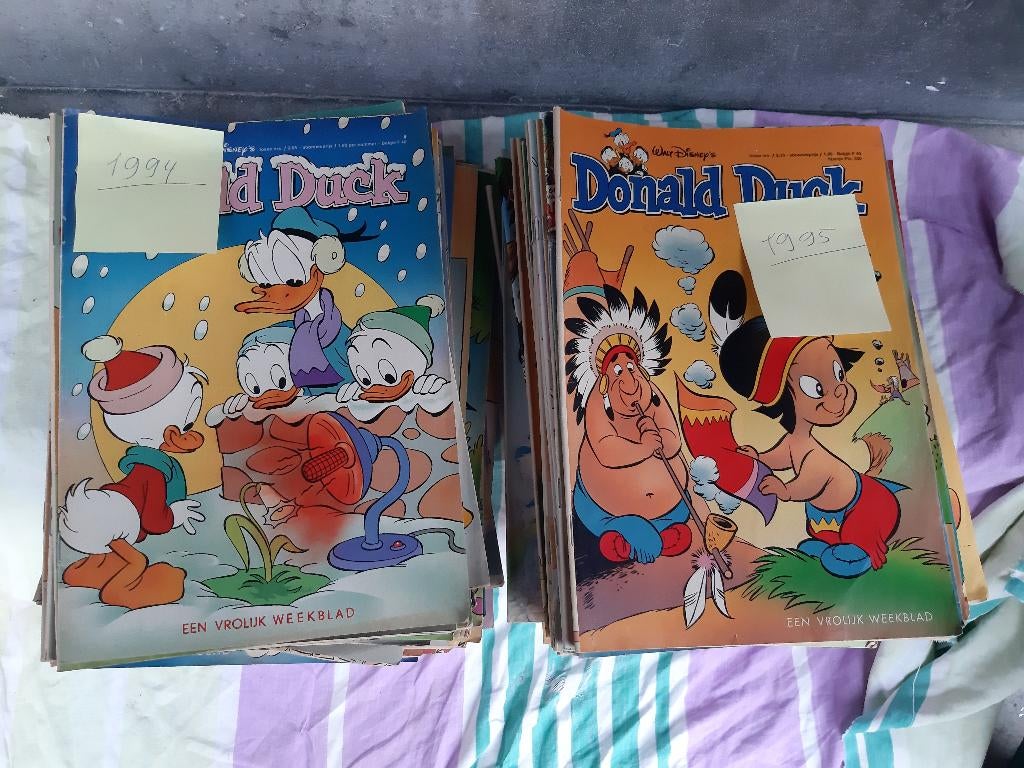 1994
ld Duck
EEN VROLIJK WEEKBLAD
WALT DISNEY's
Donald Duck
1995
EEN VROLIJK WEEKBLAD